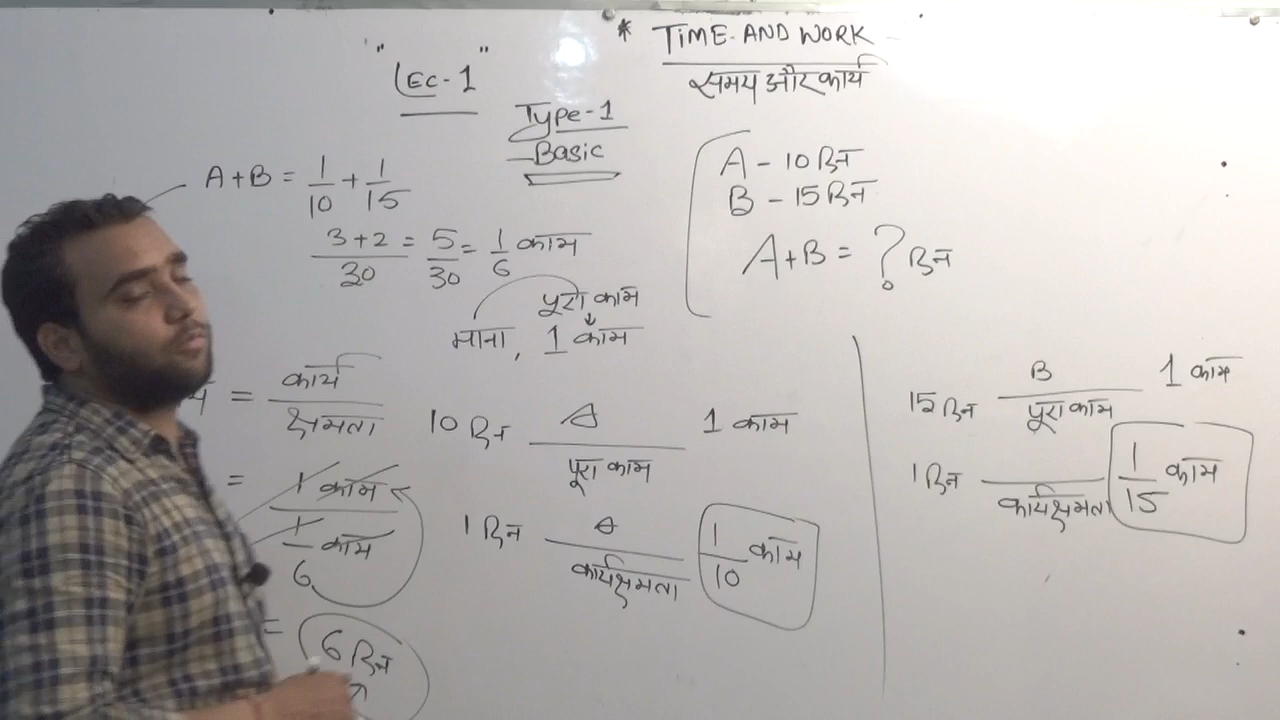 * TIME AND WORK
समय और कार्य
"LEC-1"
Type-1
Basic
A - 10 दिन
B - 15 दिन
A+B = ? दिन
A+B = 1/10 + 1/15
3+2/30 = 5/30 = 1/6 काम
पूरा काम
माना, 1 काम
= कार्य/क्षमता
= 1 काम / 1/6 काम
= 6 दिन
10 दिन A 1 काम
पूरा काम
1 दिन A 1/10 काम
कार्यक्षमता
15 दिन B 1 काम
पूरा काम
1 दिन 1/15 काम
कार्यक्षमता